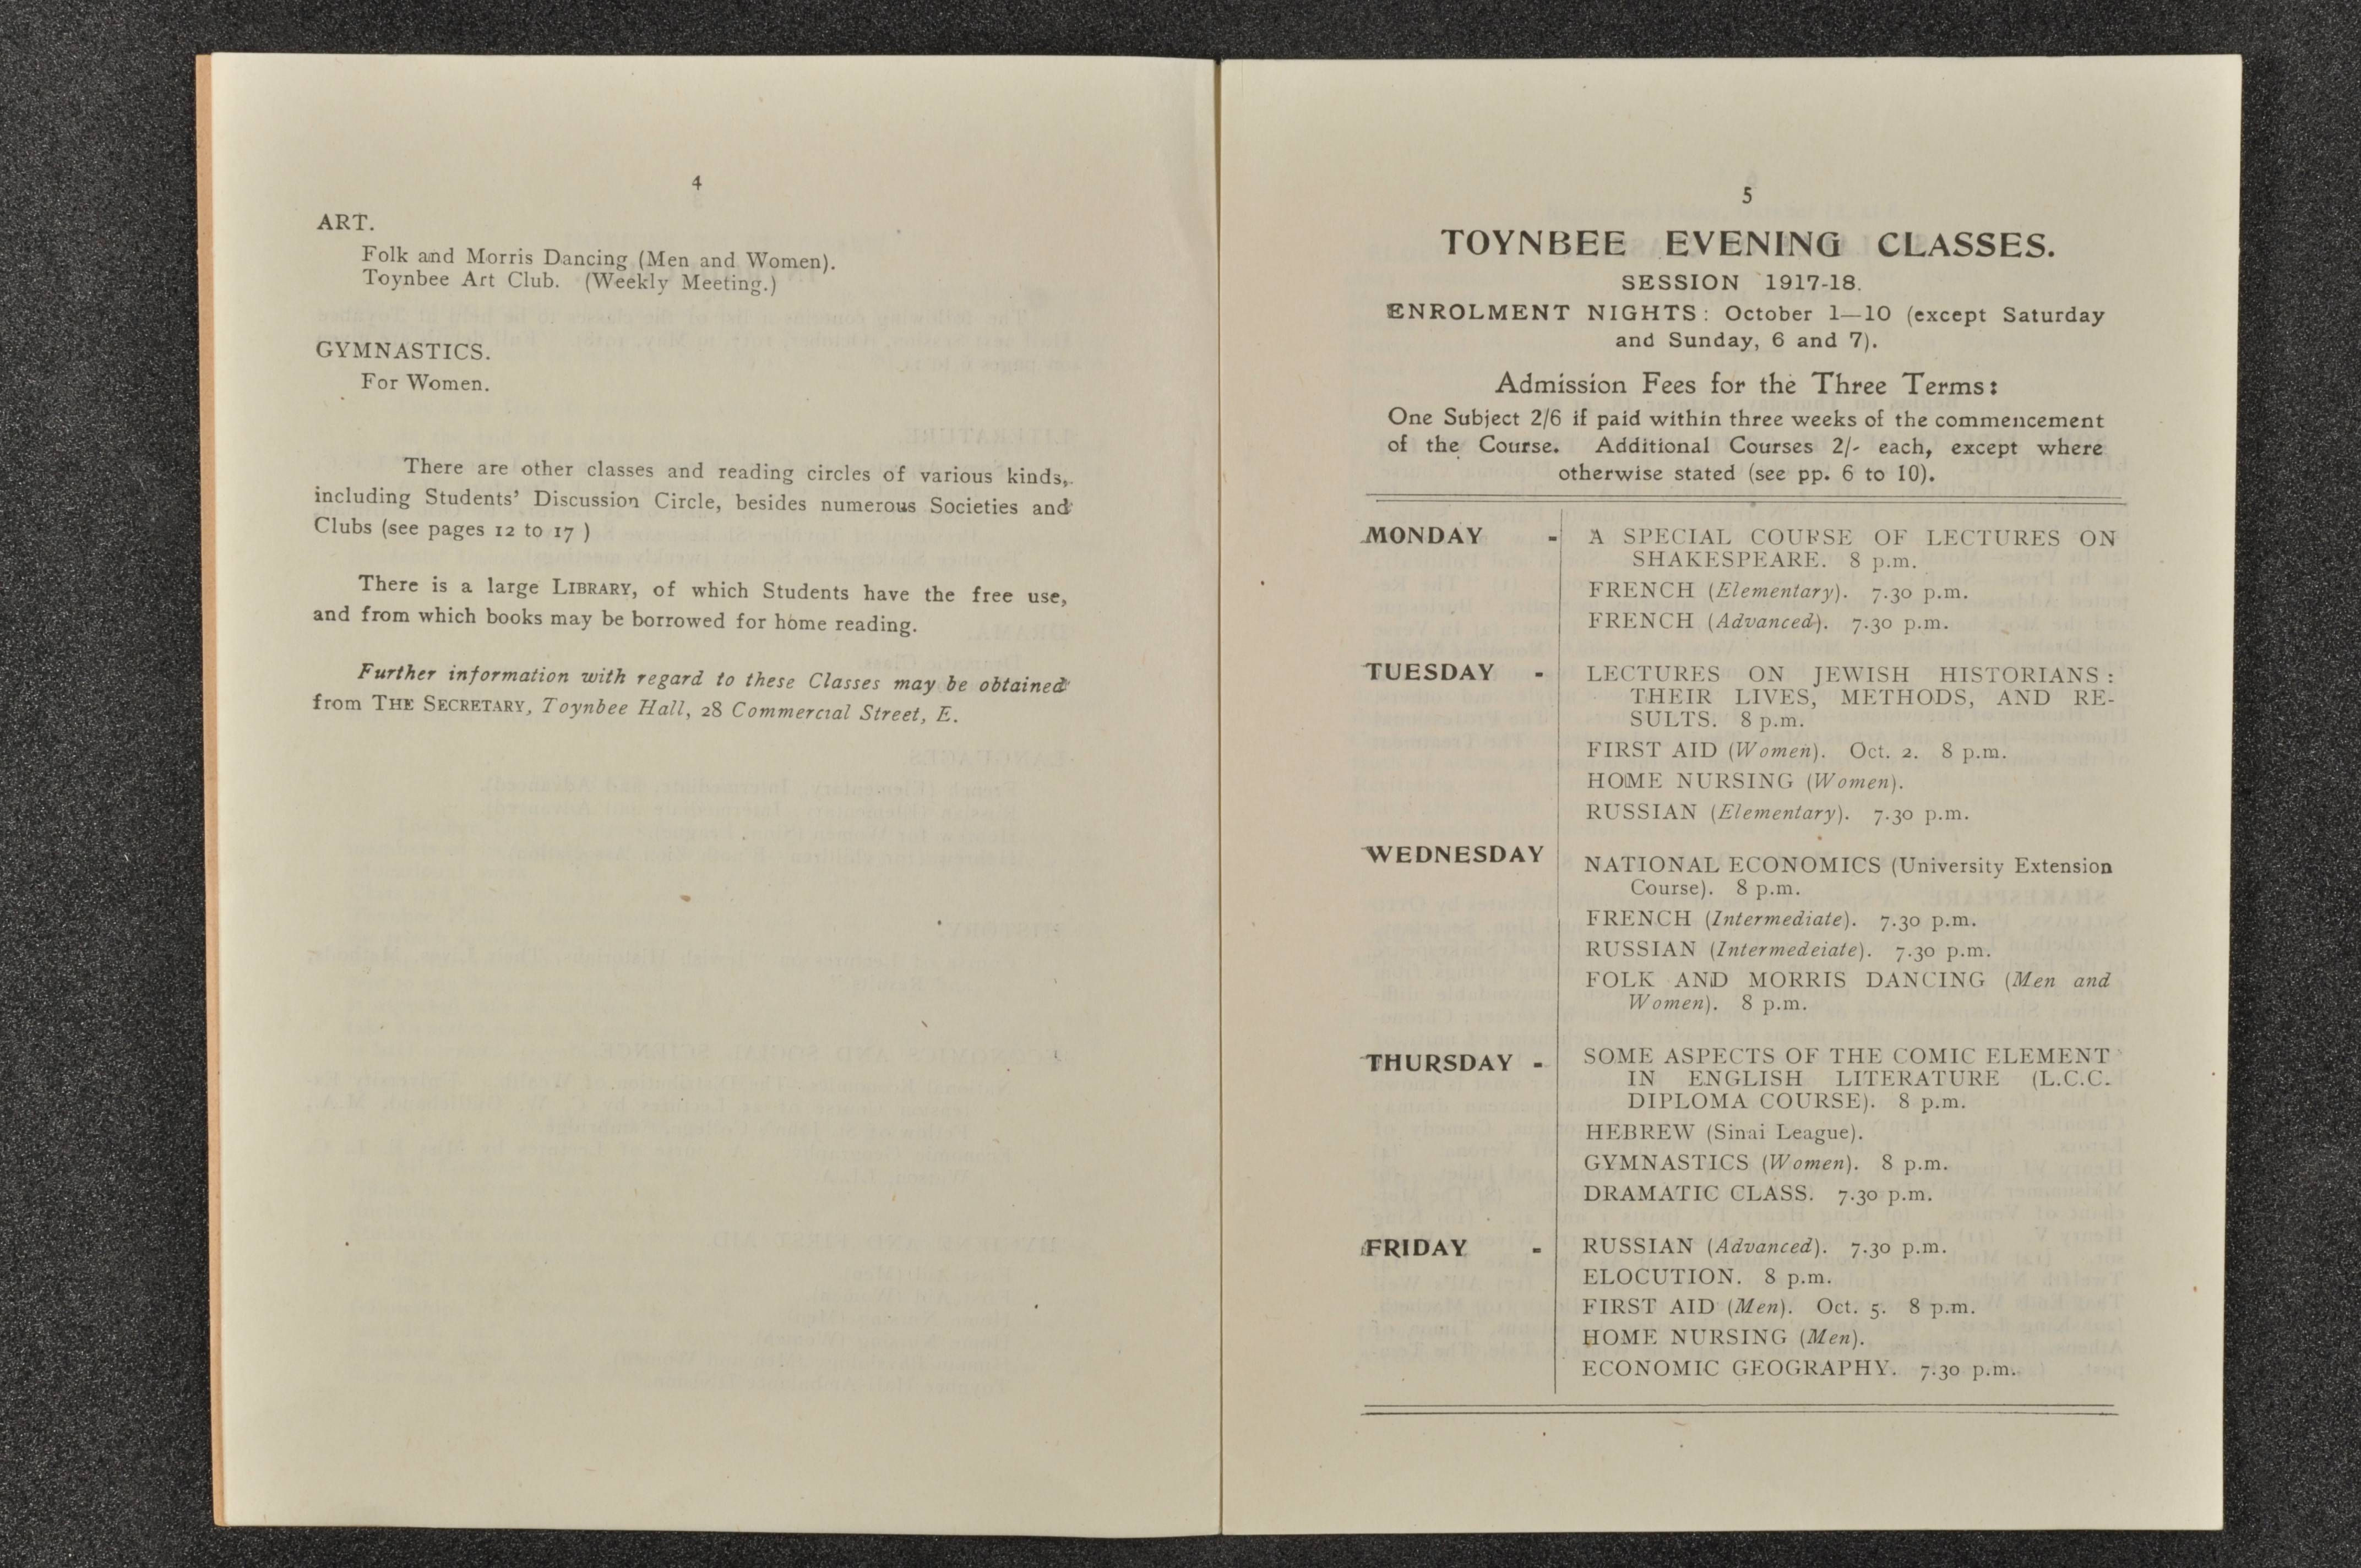 4
ART.
Folk and Morris Dancing (Men and Women).
Toynbee Art Club. (Weekly Meeting.)
GYMNASTICS.
For Women.
There are other classes and reading circles of various kinds,
including Students' Discussion Circle, besides numerous Societies and
Clubs (see pages 12 to 17 )
There is a large LIBRARY, of which Students have the free use,
and from which books may be borrowed for home reading.
Further information with regard to these Classes may be obtained
from THE SECRETARY, Toynbee Hall, 28 Commercial Street, E.
5
TOYNBEE EVENING CLASSES.
SESSION 1917-18.
ENROLMENT NIGHTS: October 1—10 (except Saturday
and Sunday, 6 and 7).
Admission Fees for the Three Terms:
One Subject 2/6 if paid within three weeks of the commencement
of the Course. Additional Courses 2/- each, except where
otherwise stated (see pp. 6 to 10).
MONDAY - A SPECIAL COURSE OF LECTURES ON
SHAKESPEARE. 8 p.m.
FRENCH (Elementary). 7.30 p.m.
FRENCH (Advanced). 7.30 p.m.
TUESDAY - LECTURES ON JEWISH HISTORIANS:
THEIR LIVES, METHODS, AND RE-
SULTS. 8 p.m.
FIRST AID (Women). Oct. 2. 8 p.m.
HOME NURSING (Women).
RUSSIAN (Elementary). 7.30 p.m.
WEDNESDAY NATIONAL ECONOMICS (University Extension
Course). 8 p.m.
FRENCH (Intermediate). 7.30 p.m.
RUSSIAN (Intermedeiate). 7.30 p.m.
FOLK AND MORRIS DANCING (Men and
Women). 8 p.m.
THURSDAY - SOME ASPECTS OF THE COMIC ELEMENT
IN ENGLISH LITERATURE (L.C.C.
DIPLOMA COURSE). 8 p.m.
HEBREW (Sinai League).
GYMNASTICS (Women). 8 p.m.
DRAMATIC CLASS. 7.30 p.m.
FRIDAY - RUSSIAN (Advanced). 7.30 p.m.
ELOCUTION. 8 p.m.
FIRST AID (Men). Oct. 5. 8 p.m.
HOME NURSING (Men).
ECONOMIC GEOGRAPHY. 7.30 p.m.